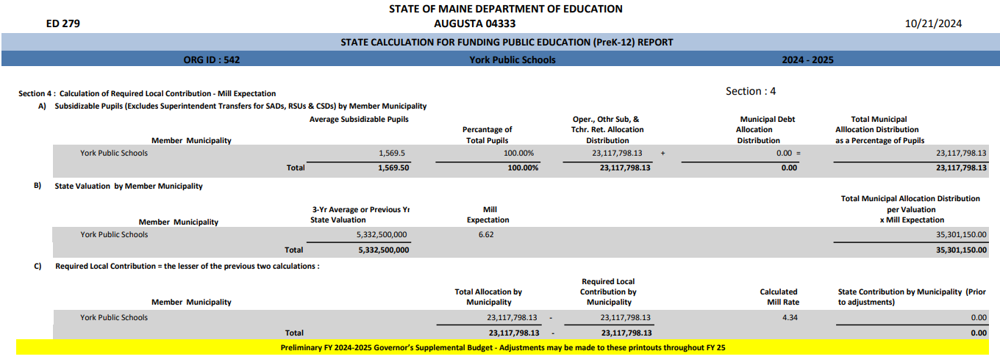 STATE OF MAINE DEPARTMENT OF EDUCATION
ED 279 AUGUSTA 04333 10/21/2024
STATE CALCULATION FOR FUNDING PUBLIC EDUCATION (PreK-12) REPORT
ORG ID : 542 York Public Schools 2024 - 2025
Section : 4
Section 4 : Calculation of Required Local Contribution - Mill Expectation
A) Subsidizable Pupils (Excludes Superintendent Transfers for SADs, RSUs & CSDs) by Member Municipality
Average Subsidizable Pupils Oper., Othr Sub, & Municipal Debt Total Municipal
Percentage of Tchr. Ret. Allocation Allocation Alllocation Distribution
Member Municipality Total Pupils Distribution Distribution as a Percentage of Pupils
York Public Schools 1,569.5 100.00% 23,117,798.13 + 0.00 = 23,117,798.13
Total 1,569.50 100.00% 23,117,798.13 0.00 23,117,798.13
B) State Valuation by Member Municipality
Total Municipal Allocation Distribution
3-Yr Average or Previous Yr Mill per Valuation
Member Municipality State Valuation Expectation x Mill Expectation
York Public Schools 5,332,500,000 6.62 35,301,150.00
Total 5,332,500,000 35,301,150.00
C) Required Local Contribution = the lesser of the previous two calculations :
Required Local
Total Allocation by Contribution by Calculated State Contribution by Municipality (Prior
Member Municipality Municipality Municipality Mill Rate to adjustments)
York Public Schools 23,117,798.13 - 23,117,798.13 4.34 0.00
Total 23,117,798.13 - 23,117,798.13 0.00
Preliminary FY 2024-2025 Governor's Supplemental Budget - Adjustments may be made to these printouts throughout FY 25